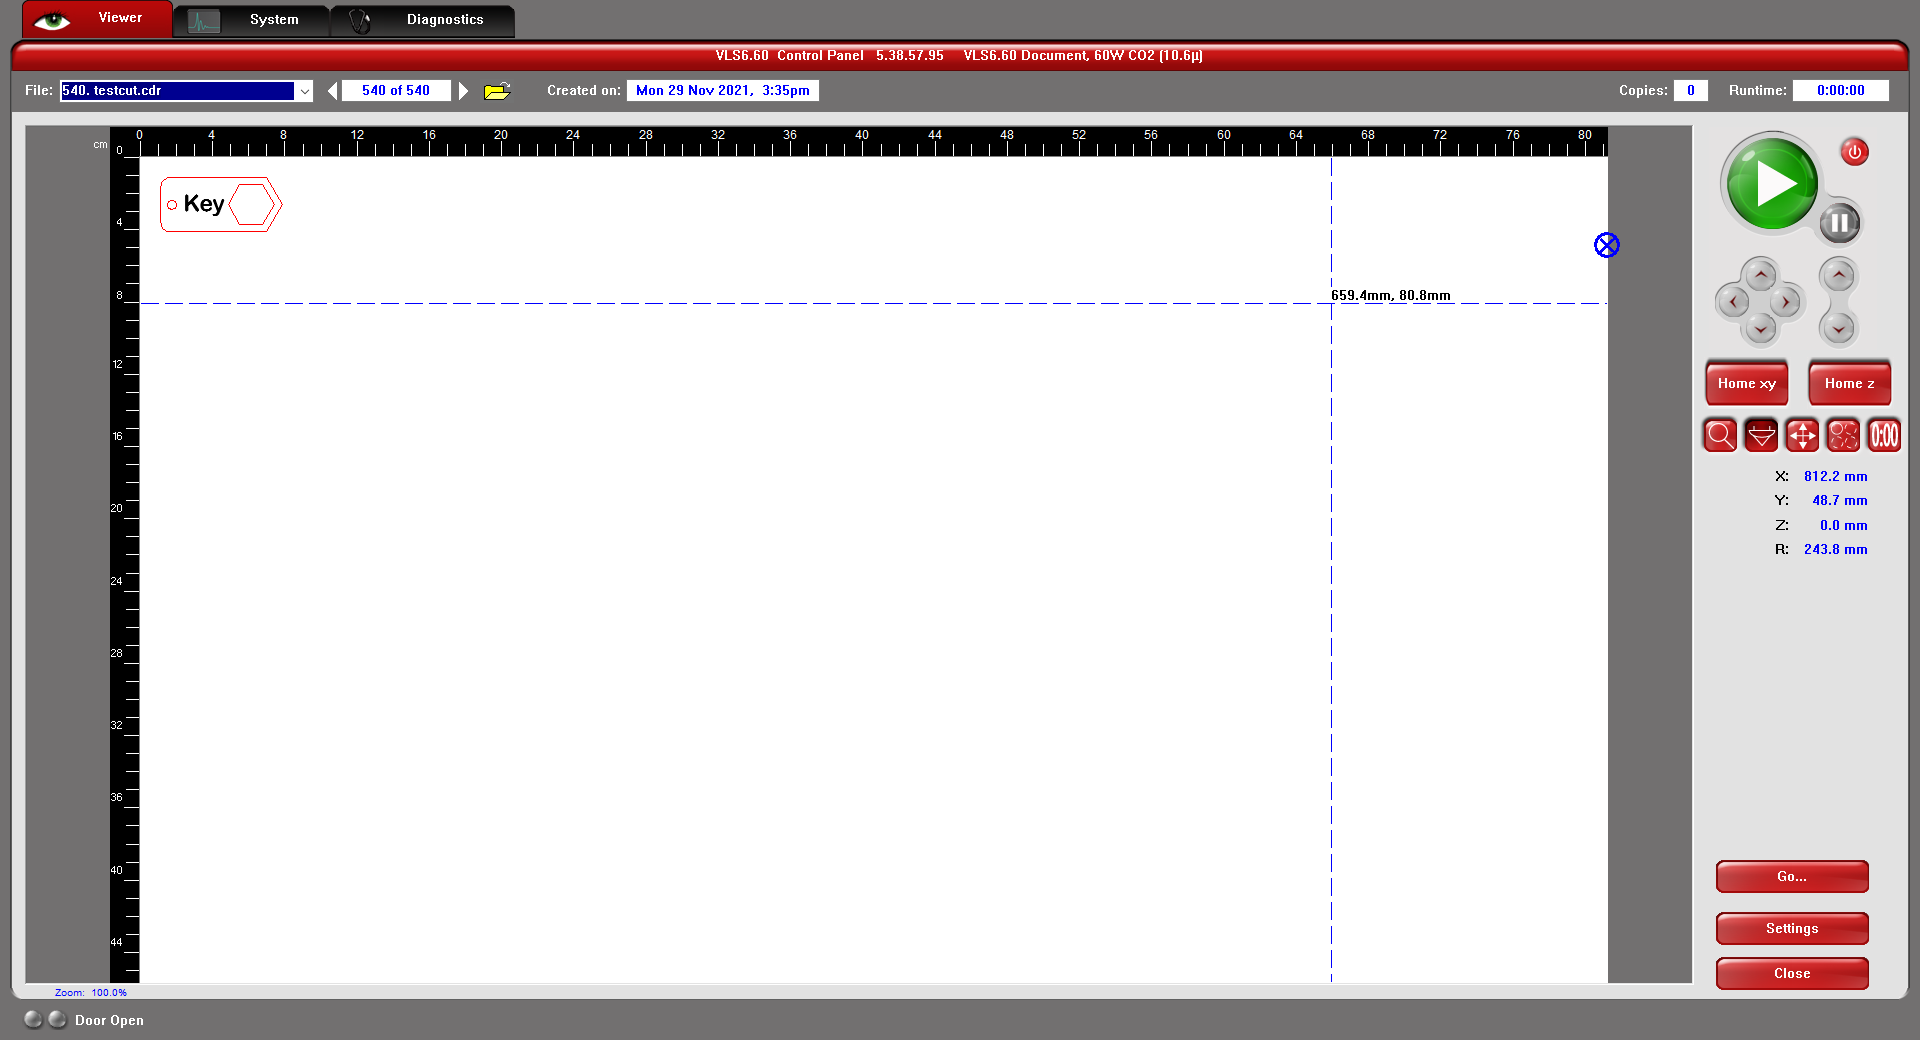 Viewer
System
Diagnostics
VLS6.60 Control Panel 5.38.57.95 VLS6.60 Document, 60W CO2 (10.6µ)
File: 540. testcut.cdr 540 of 540 Created on: Mon 29 Nov 2021, 3:35pm Copies: 0 Runtime: 0:00:00
0 4 8 12 16 20 24 28 32 36 40 44 48 52 56 60 64 68 72 76 80
cm
0
Key
4
8
659.4mm, 80.8mm
12
16
20
24
28
32
36
40
44
Home xy Home z
0:00
X: 812.2 mm
Y: 48.7 mm
Z: 0.0 mm
R: 243.8 mm
Go...
Settings
Close
Zoom: 100.0%
Door Open